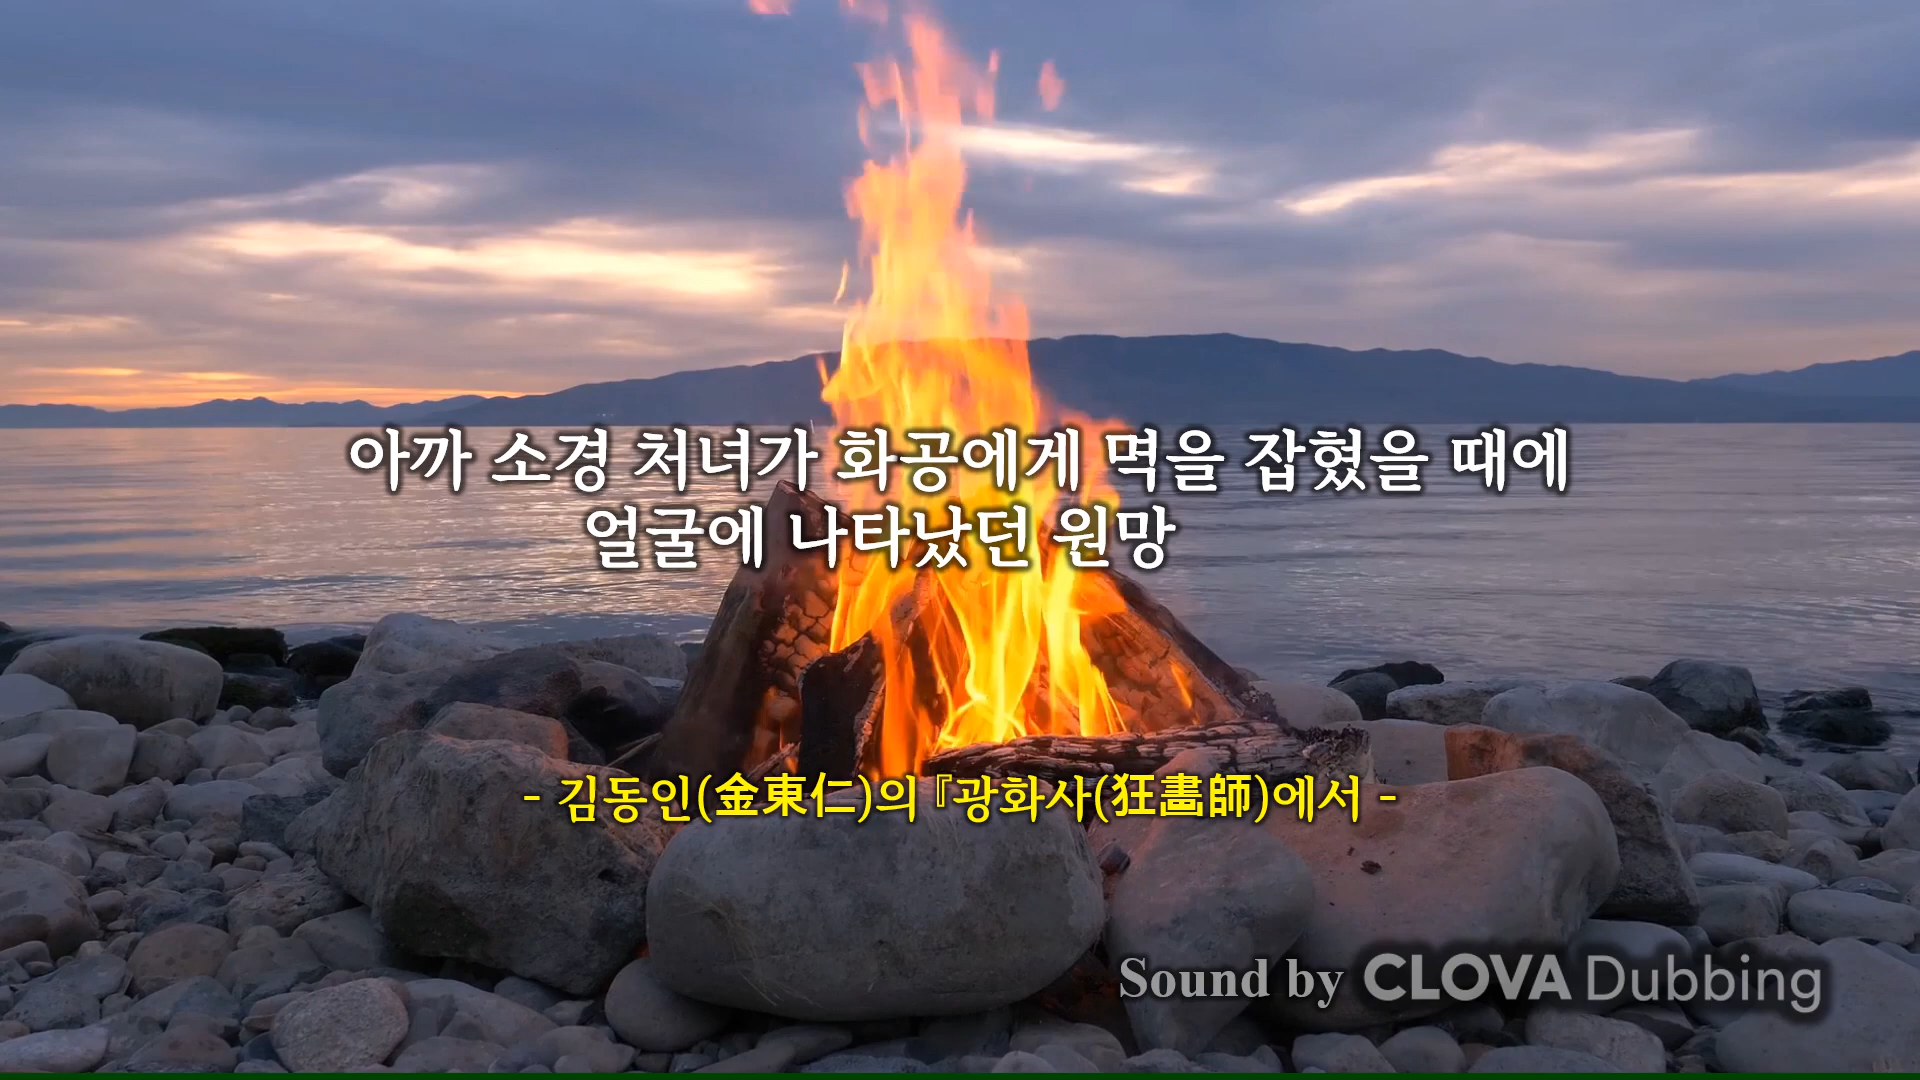 아까 소경 처녀가 화공에게 멱을 잡혔을 때에
얼굴에 나타났던 원망
- 김동인(金東仁)의 『광화사(狂畵師)에서 -
Sound by CLOVA Dubbing